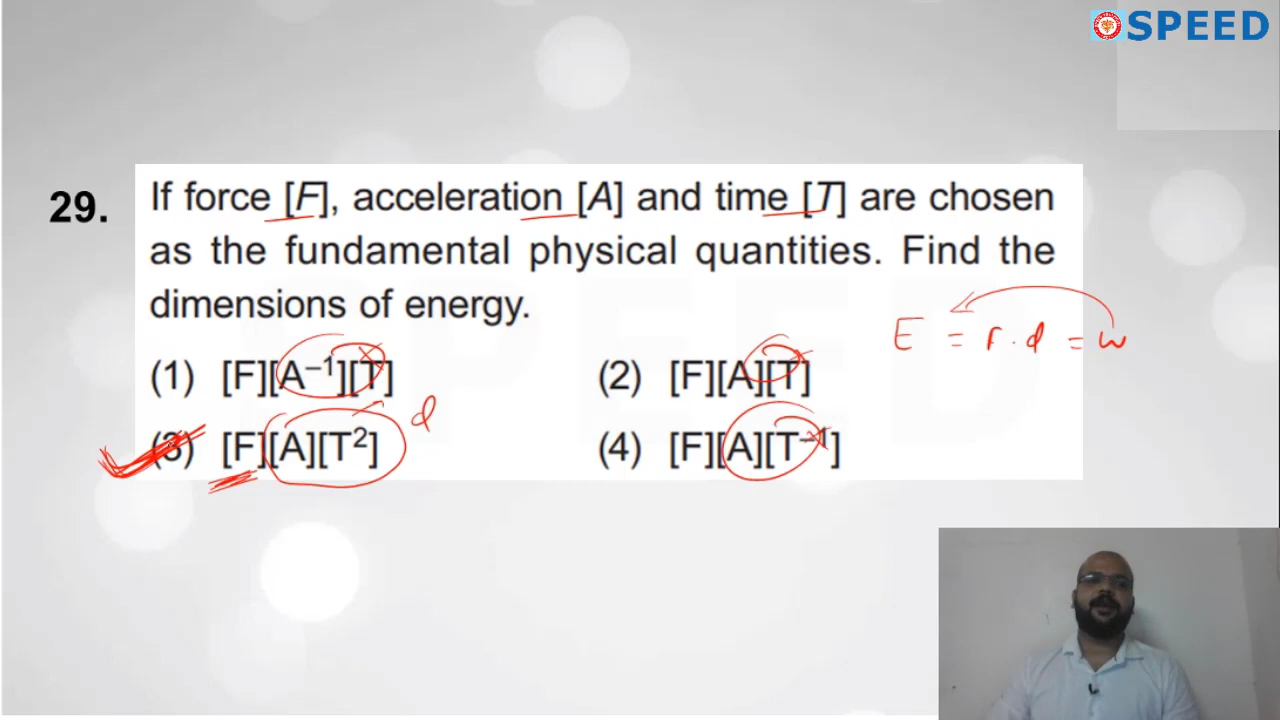 SPEED
29. If force [F], acceleration [A] and time [T] are chosen
as the fundamental physical quantities. Find the
dimensions of energy.
E = F.d = w
(1) [F][A⁻¹][T] (2) [F][A][T]
d
(3) [F][A][T²] (4) [F][A][T⁻¹]